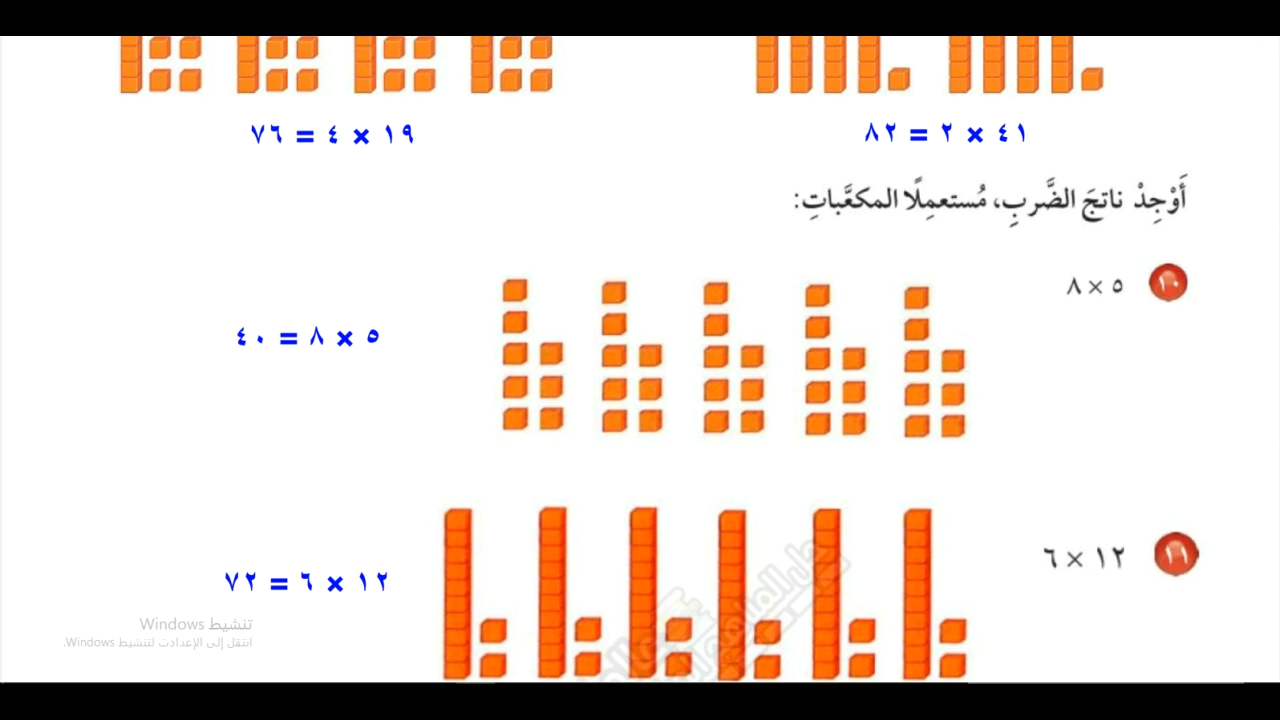 ٤١ × ٢ = ٨٢
١٩ × ٤ = ٧٦
أَوْجِدْ ناتجَ الضَّربِ، مُستعمِلًا المكعَّباتِ:
١٠ ٥ × ٨
٥ × ٨ = ٤٠
١١ ١٢ × ٦
١٢ × ٦ = ٧٢
تنشيط Windows
انتقل إلى الإعدادت لتنشيط Windows.